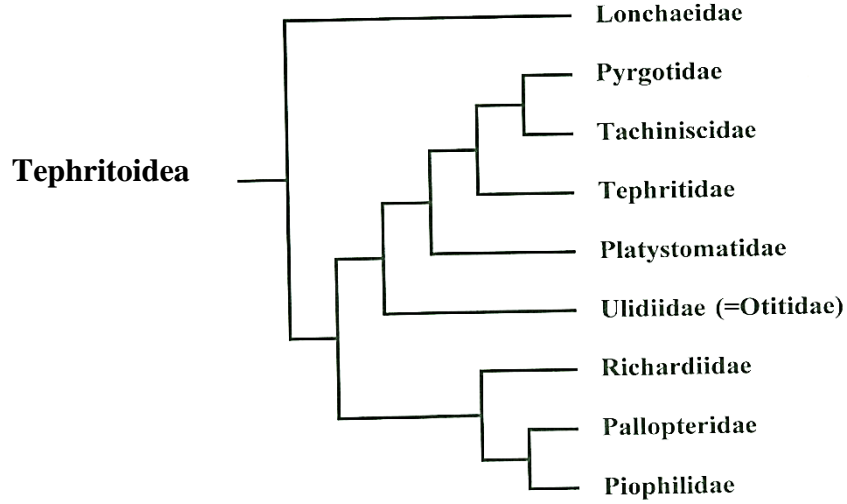 Lonchaeidae
Pyrgotidae
Tachiniscidae
Tephritoidea
Tephritidae
Platystomatidae
Ulidiidae (=Otitidae)
Richardiidae
Pallopteridae
Piophilidae